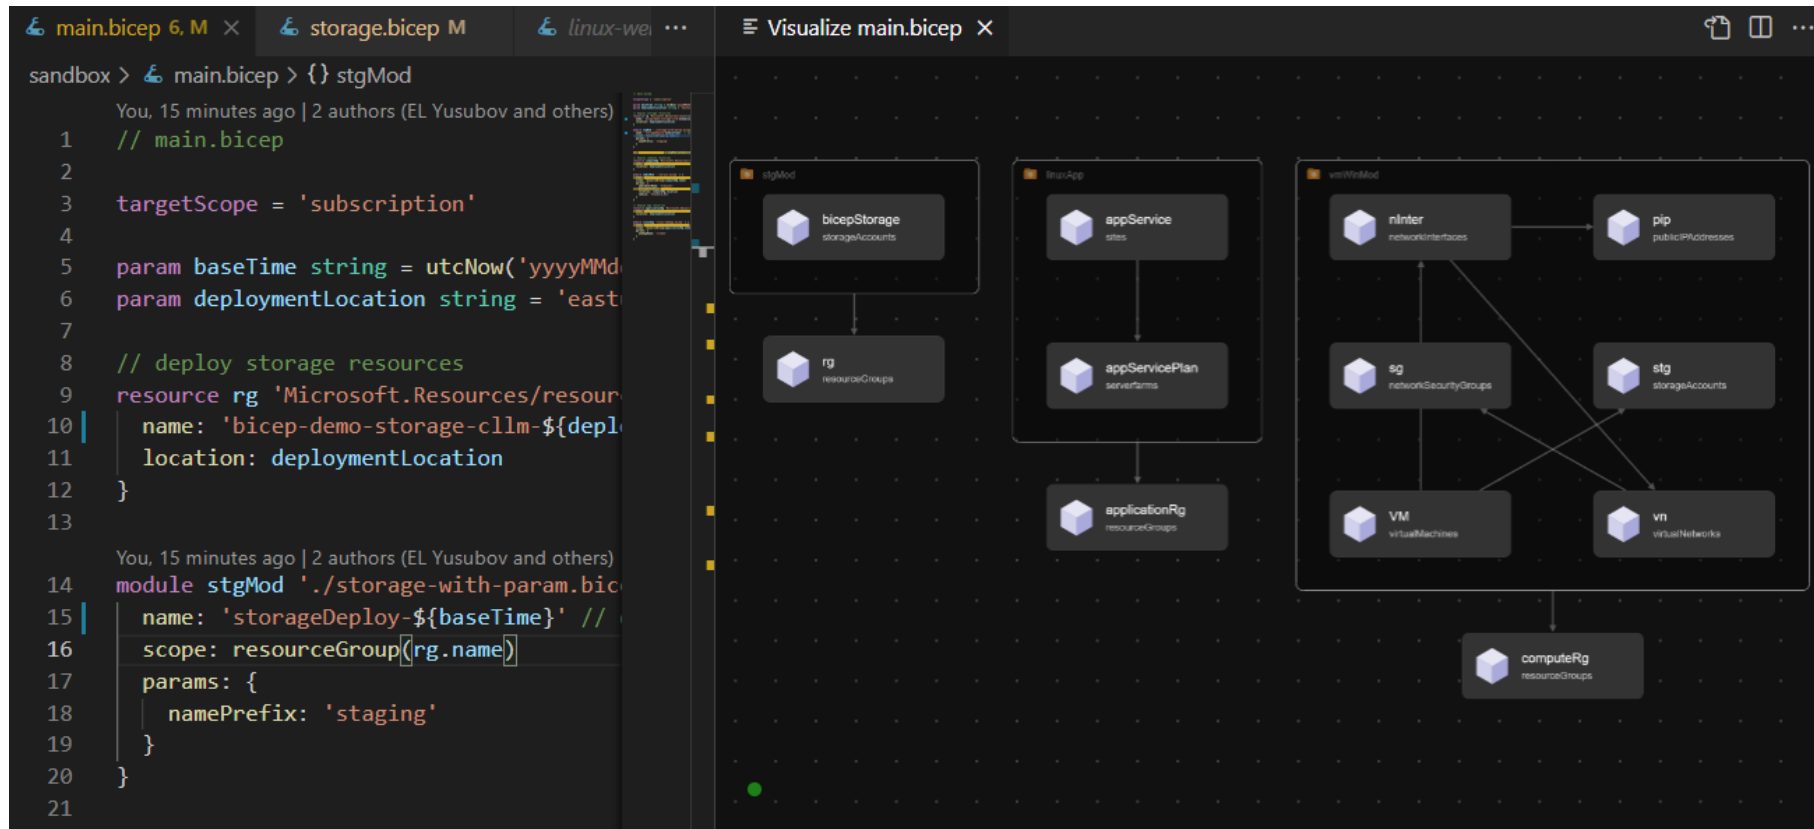 main.bicep 6, M
storage.bicep M
linux-we
Visualize main.bicep
sandbox > main.bicep > {} stgMod
You, 15 minutes ago | 2 authors (EL Yusubov and others)
1 // main.bicep
2
3 targetScope = 'subscription'
4
5 param baseTime string = utcNow('yyyyMMd
6 param deploymentLocation string = 'east
7
8 // deploy storage resources
9 resource rg 'Microsoft.Resources/resour
10 name: 'bicep-demo-storage-cllm-${depl
11 location: deploymentLocation
12 }
13
You, 15 minutes ago | 2 authors (EL Yusubov and others)
14 module stgMod './storage-with-param.bic
15 name: 'storageDeploy-${baseTime}' //
16 scope: resourceGroup(rg.name)
17 params: {
18 namePrefix: 'staging'
19 }
20 }
21
stgMod
bicepStorage
storageAccounts
rg
resourceGroups
linuxApp
appService
sites
appServicePlan
serverfarms
applicationRg
resourceGroups
vmWinMod
nInter
networkInterfaces
pip
publicIPAddresses
sg
networkSecurityGroups
stg
storageAccounts
VM
virtualMachines
vn
virtualNetworks
computeRg
resourceGroups